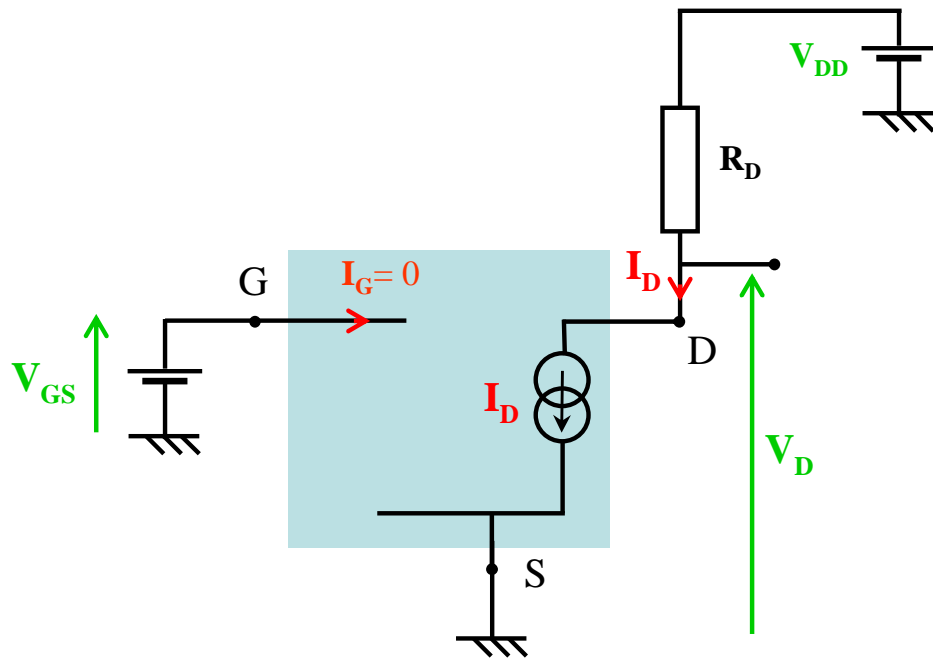 V_DD
R_D
I_D
G
I_G = 0
D
V_GS
I_D
V_D
S